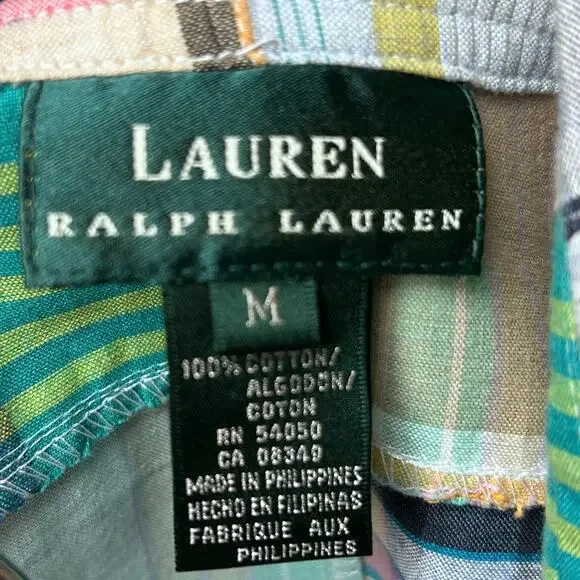 LAUREN
RALPH LAUREN
M
100% COTTON/
ALGODON/
COTON
RN 54050
CA 08349
MADE IN PHILIPPINES
HECHO EN FILIPINAS
FABRIQUE AUX
PHILIPPINES